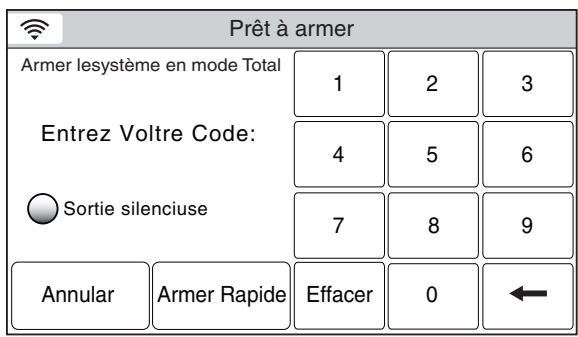 Prêt à armer
Armer lesystème en mode Total
1 2 3
Entrez Voltre Code:
4 5 6
Sortie silenciuse
7 8 9
Annular Armer Rapide Effacer 0